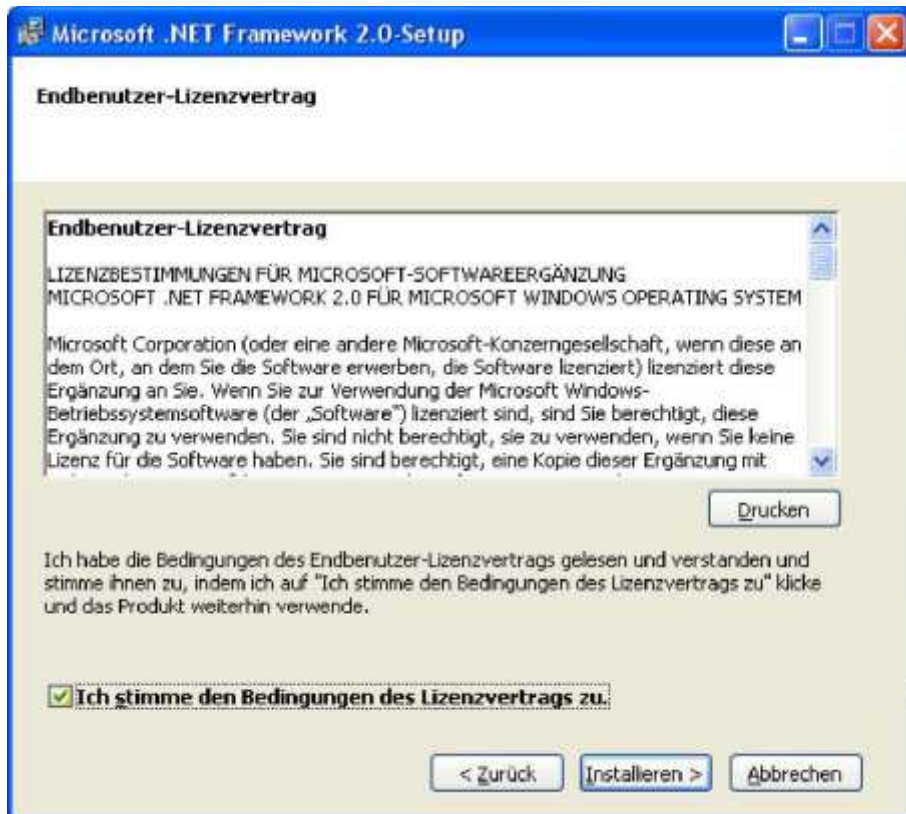 Microsoft .NET Framework 2.0-Setup
Endbenutzer-Lizenzvertrag
Endbenutzer-Lizenzvertrag
LIZENZBESTIMMUNGEN FÜR MICROSOFT-SOFTWAREERGÄNZUNG
MICROSOFT .NET FRAMEWORK 2.0 FÜR MICROSOFT WINDOWS OPERATING SYSTEM
Microsoft Corporation (oder eine andere Microsoft-Konzerngesellschaft, wenn diese an
dem Ort, an dem Sie die Software erwerben, die Software lizenziert) lizenziert diese
Ergänzung an Sie. Wenn Sie zur Verwendung der Microsoft Windows-
Betriebssystemsoftware (der „Software“) lizenziert sind, sind Sie berechtigt, diese
Ergänzung zu verwenden. Sie sind nicht berechtigt, sie zu verwenden, wenn Sie keine
Lizenz für die Software haben. Sie sind berechtigt, eine Kopie dieser Ergänzung mit
Drucken
Ich habe die Bedingungen des Endbenutzer-Lizenzvertrags gelesen und verstanden und
stimme ihnen zu, indem ich auf "Ich stimme den Bedingungen des Lizenzvertrags zu" klicke
und das Produkt weiterhin verwende.
Ich stimme den Bedingungen des Lizenzvertrags zu.
< Zurück
Installieren >
Abbrechen